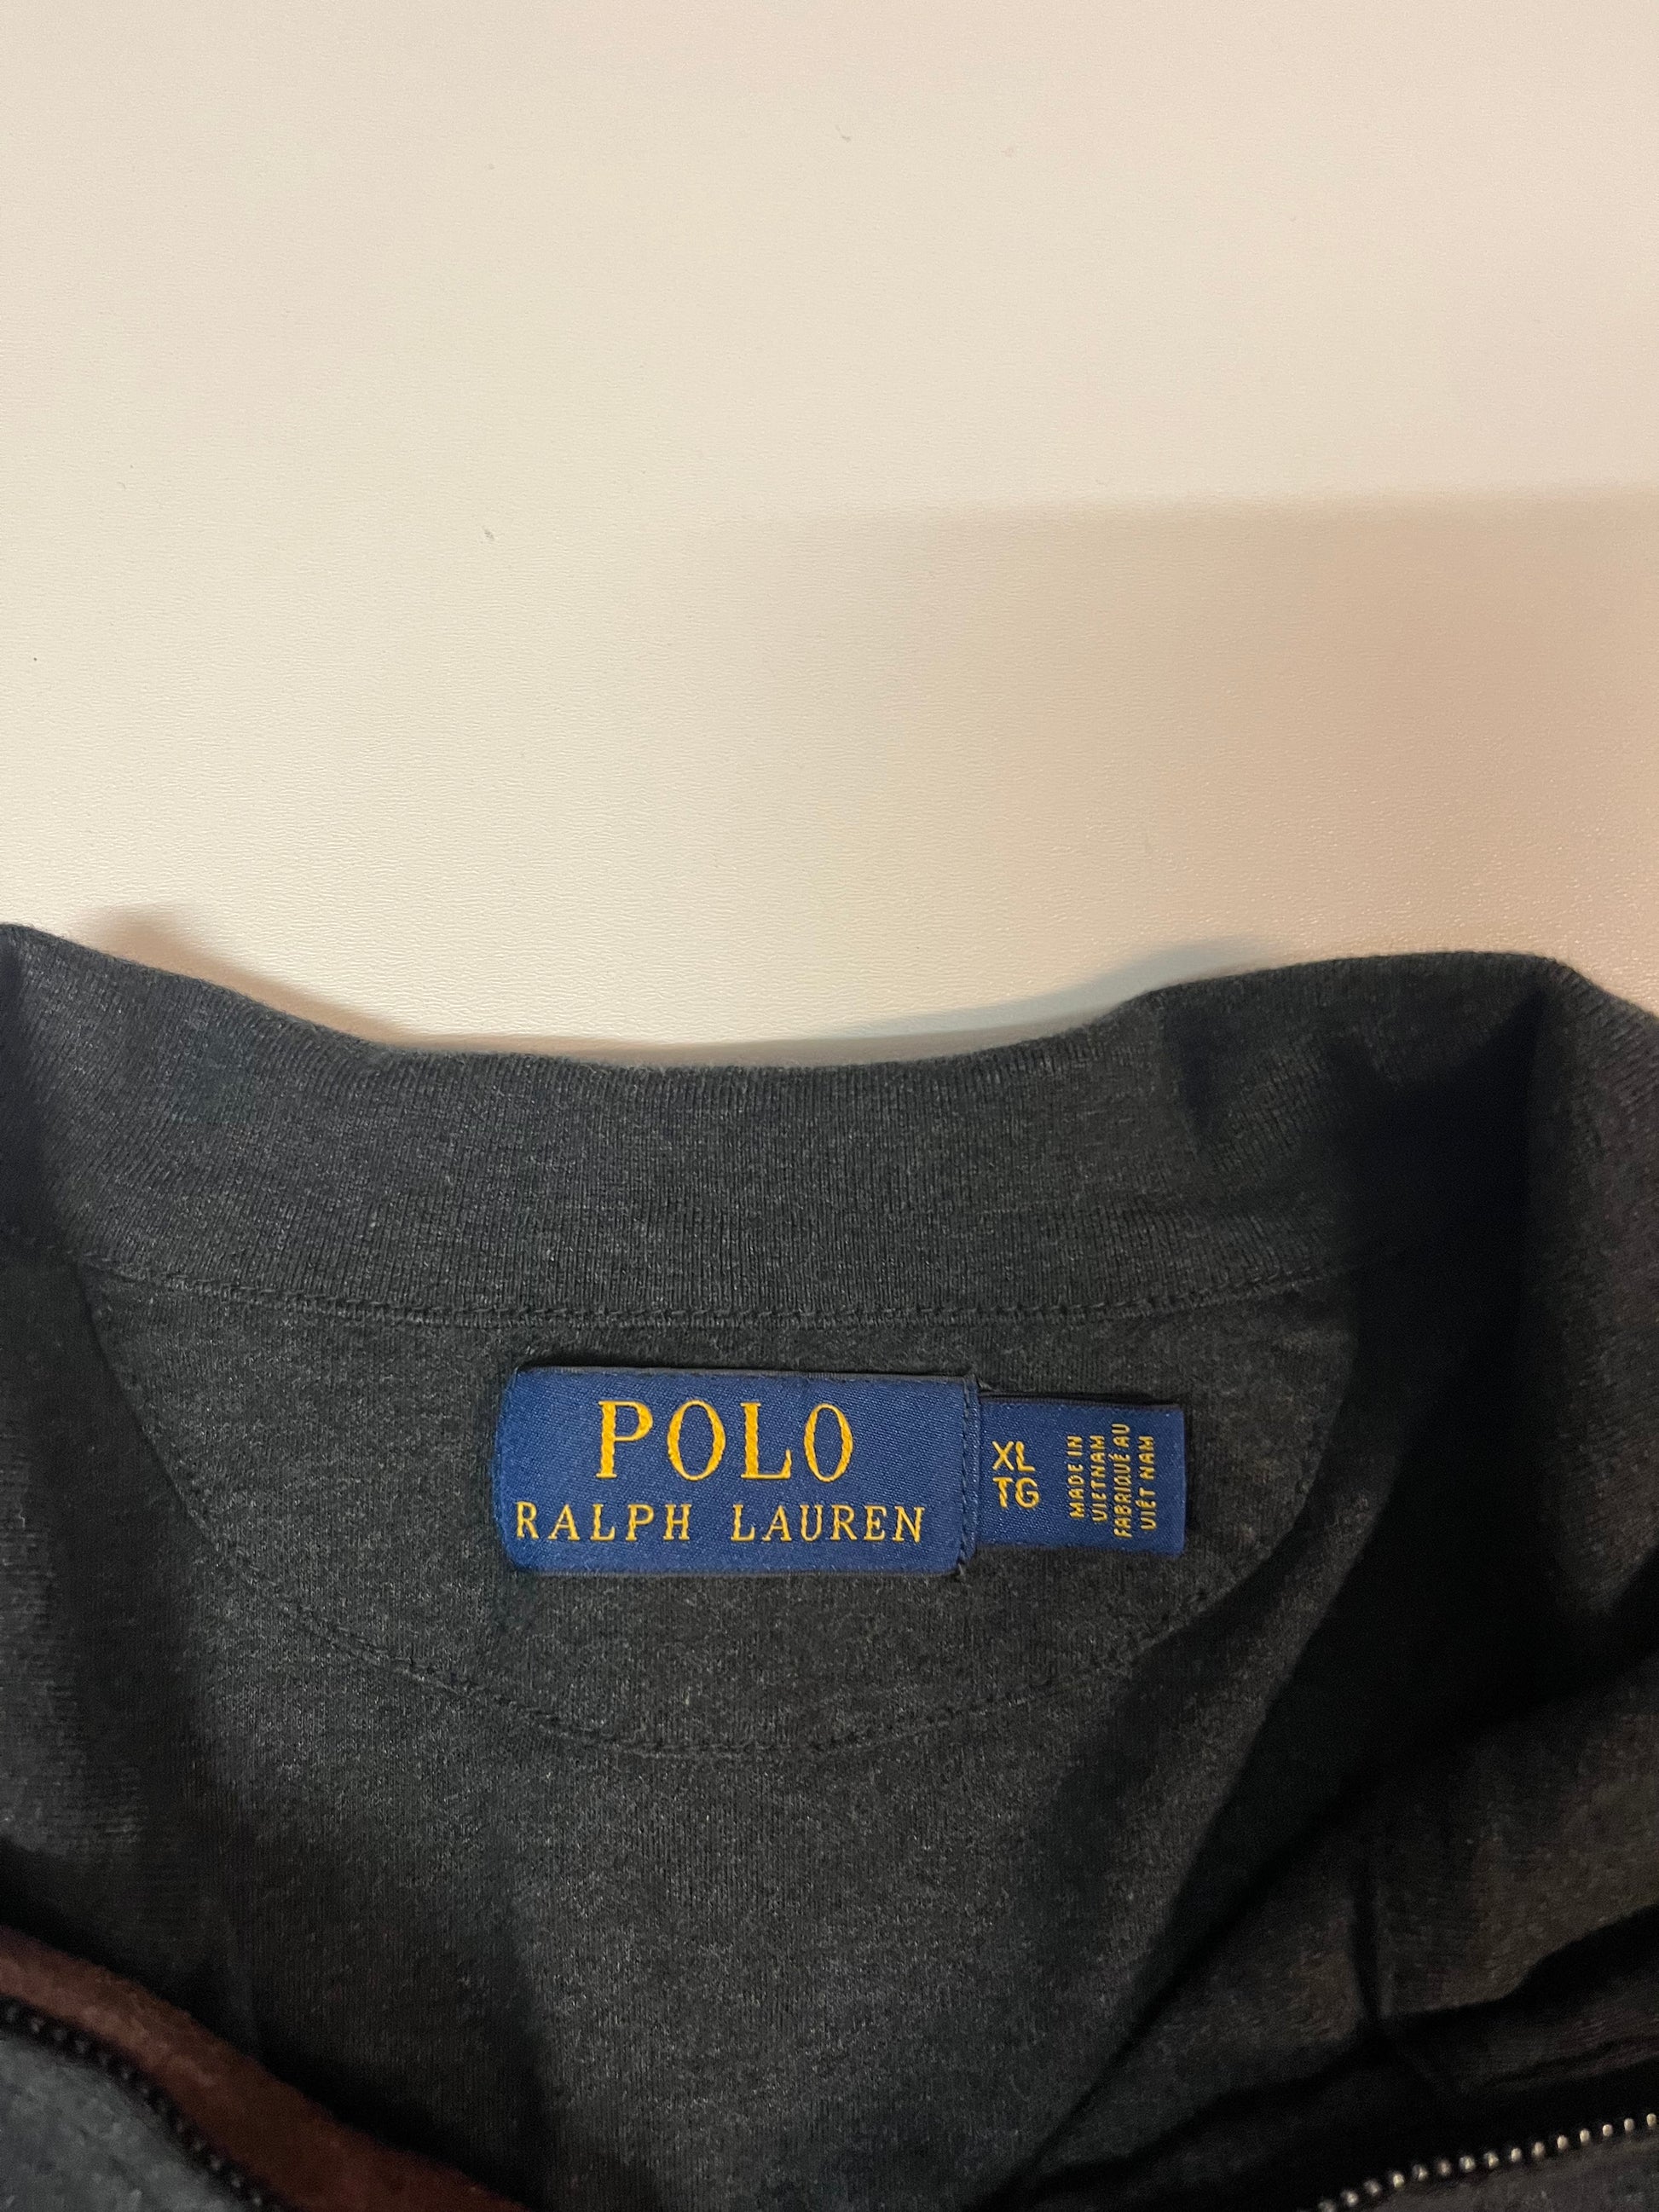 POLO
RALPH LAUREN
XL
TG
MADE IN
VIETNAM
FABRIQUÉ AU
VIÊT NAM